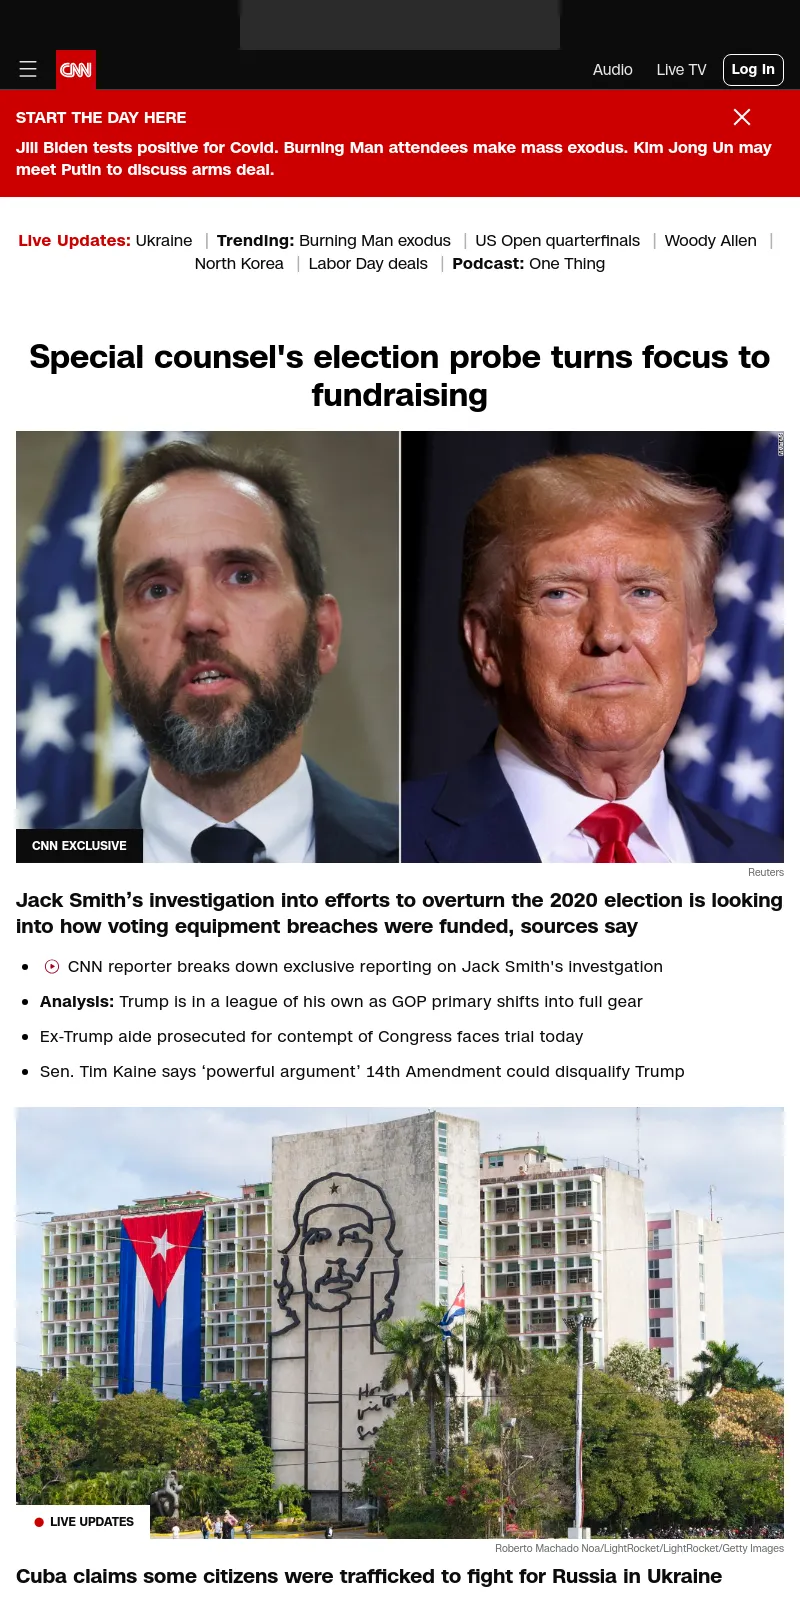 CNN
Audio
Live TV
Log In
START THE DAY HERE
Jill Biden tests positive for Covid. Burning Man attendees make mass exodus. Kim Jong Un may
meet Putin to discuss arms deal.
Live Updates: Ukraine | Trending: Burning Man exodus | US Open quarterfinals | Woody Allen |
North Korea | Labor Day deals | Podcast: One Thing
Special counsel's election probe turns focus to
fundraising
CNN EXCLUSIVE
Reuters
Jack Smith’s investigation into efforts to overturn the 2020 election is looking
into how voting equipment breaches were funded, sources say
CNN reporter breaks down exclusive reporting on Jack Smith's investgation
Analysis: Trump is in a league of his own as GOP primary shifts into full gear
Ex-Trump aide prosecuted for contempt of Congress faces trial today
Sen. Tim Kaine says ‘powerful argument’ 14th Amendment could disqualify Trump
LIVE UPDATES
Roberto Machado Noa/LightRocket/LightRocket/Getty Images
Cuba claims some citizens were trafficked to fight for Russia in Ukraine